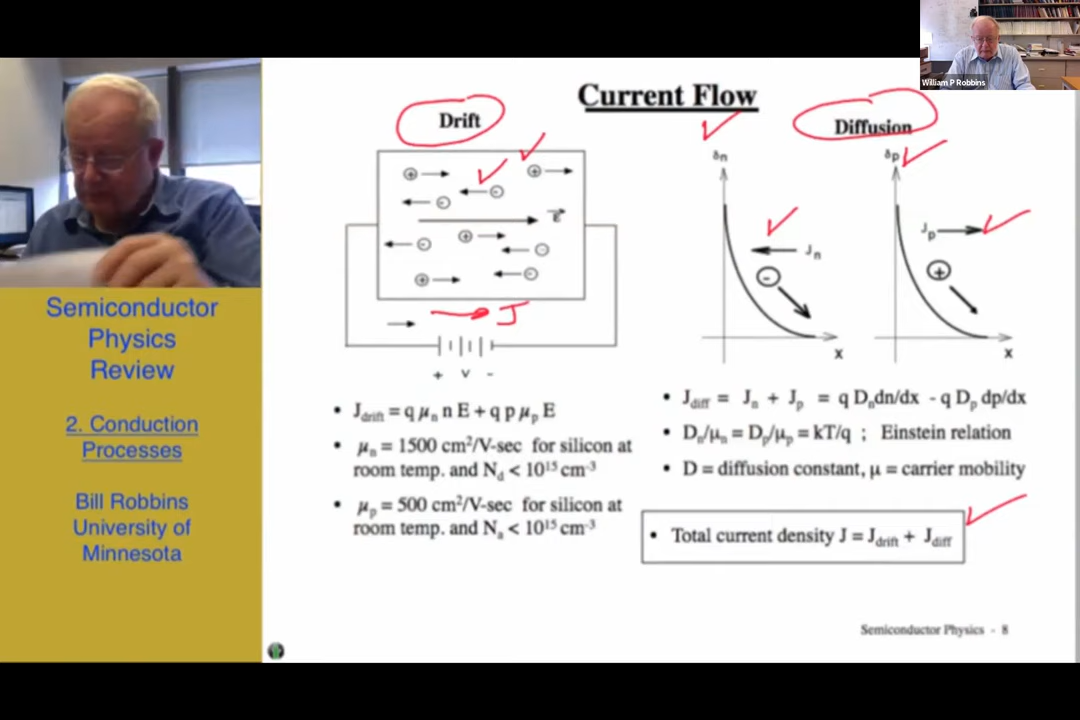 William P Robbins
Current Flow
Drift
Diffusion
δn
δp
E
Jn
Jp
J
x
x
+ V -
Semiconductor
Physics
Review
2. Conduction
Processes
Bill Robbins
University of
Minnesota
• Jdrift = q μn n E + q p μp E
• μn = 1500 cm²/V-sec for silicon at
room temp. and Nd < 10¹⁵ cm⁻³
• μp = 500 cm²/V-sec for silicon at
room temp. and Na < 10¹⁵ cm⁻³
• Jdiff = Jn + Jp = q Dn dn/dx - q Dp dp/dx
• Dn/μn = Dp/μp = kT/q ; Einstein relation
• D = diffusion constant, μ = carrier mobility
• Total current density J = Jdrift + Jdiff
Semiconductor Physics - 8